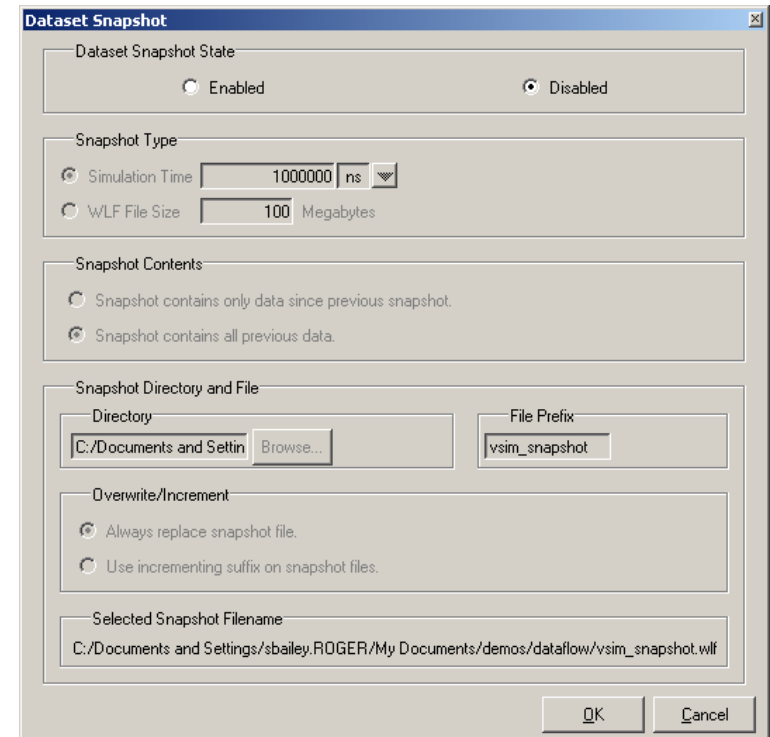 Dataset Snapshot
Dataset Snapshot State
Enabled Disabled
Snapshot Type
Simulation Time 1000000 ns
WLF File Size 100 Megabytes
Snapshot Contents
Snapshot contains only data since previous snapshot.
Snapshot contains all previous data.
Snapshot Directory and File
Directory File Prefix
C:/Documents and Settin Browse... vsim_snapshot
Overwrite/Increment
Always replace snapshot file.
Use incrementing suffix on snapshot files.
Selected Snapshot Filename
C:/Documents and Settings/sbailey.ROGER/My Documents/demos/dataflow/vsim_snapshot.wlf
OK Cancel